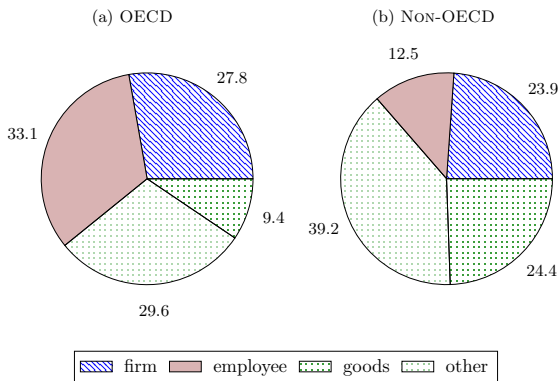 (a) OECD
(b) NON-OECD
12.5
27.8
23.9
33.1
9.4
39.2
24.4
29.6
firm employee goods other